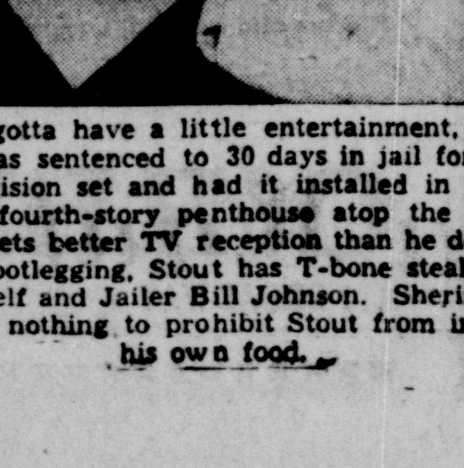 gotta have a little entertainment,
as sentenced to 30 days in jail for
ision set and had it installed in
fourth-story penthouse atop the
ets better TV reception than he d
ootlegging, Stout has T-bone steak
elf and Jailer Bill Johnson. Sheri
nothing to prohibit Stout from i
his own food.